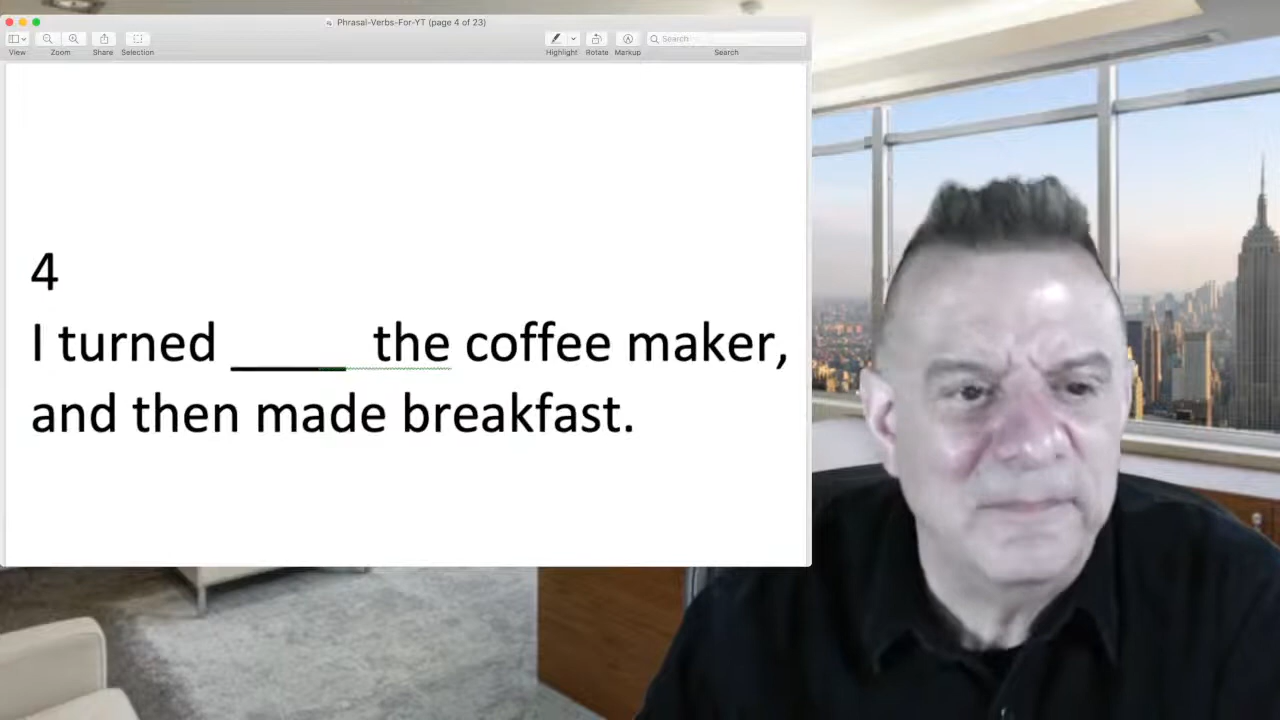 Phrasal-Verbs-For-YT (page 4 of 23)
View Zoom Share Selection Highlight Rotate Markup Search
Search
4
I turned _____ the coffee maker,
and then made breakfast.